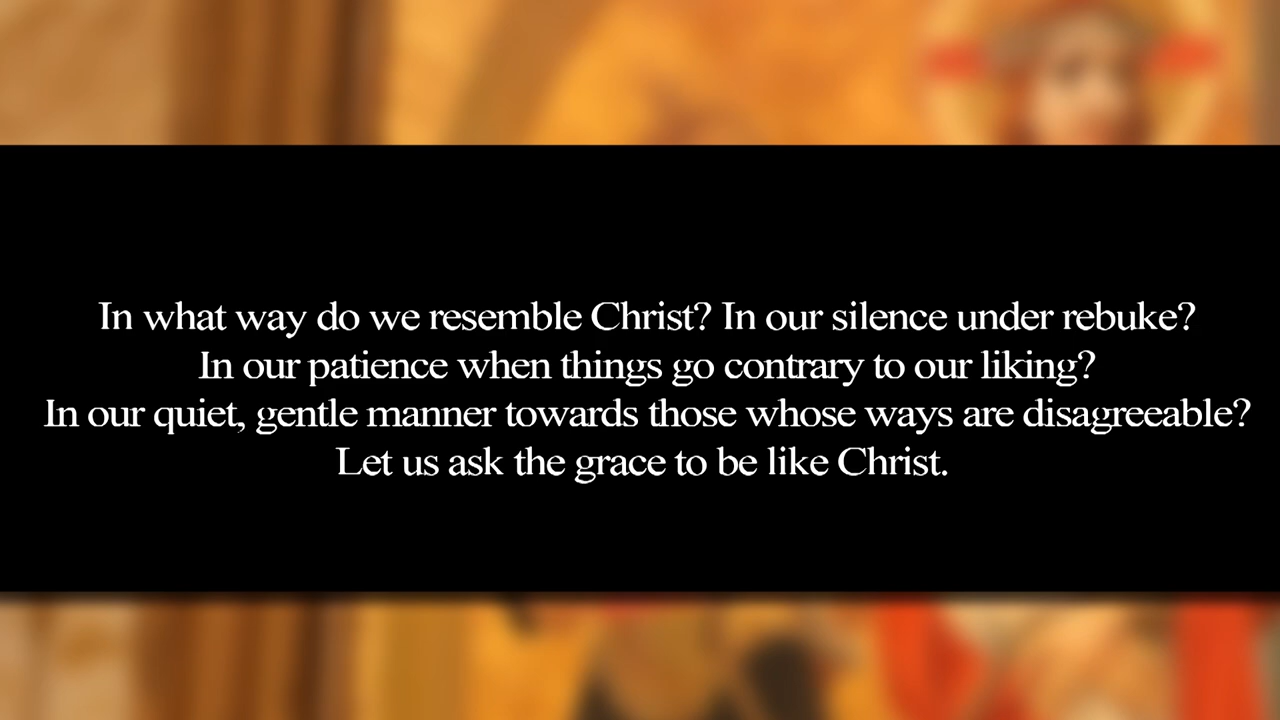 In what way do we resemble Christ? In our silence under rebuke?
In our patience when things go contrary to our liking?
In our quiet, gentle manner towards those whose ways are disagreeable?
Let us ask the grace to be like Christ.